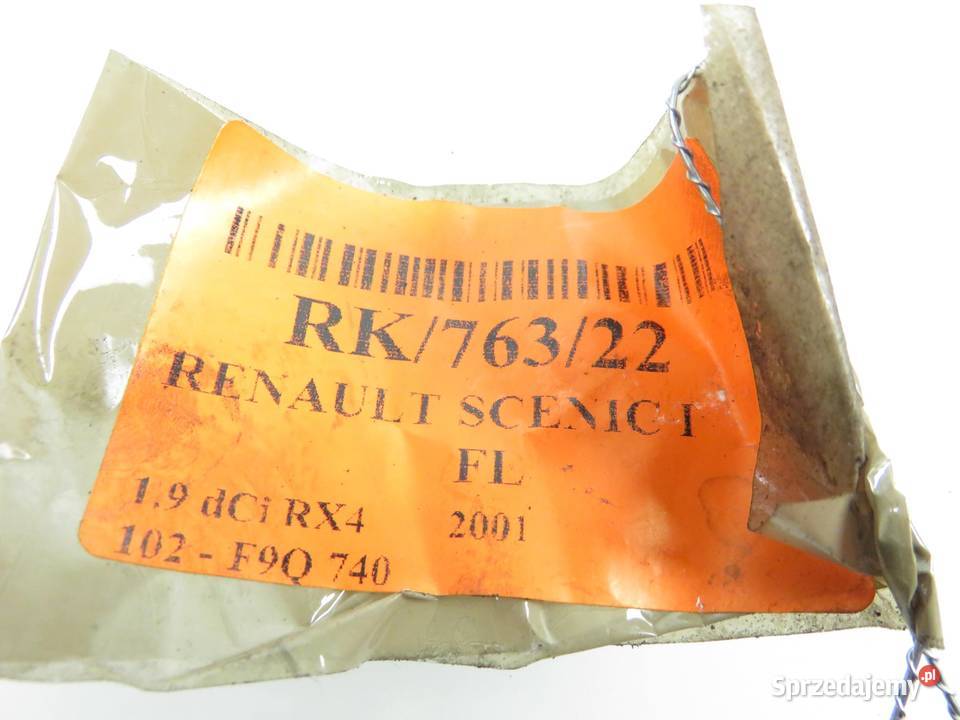 RK/763/22
RENAULT SCENIC I
FL
1.9 dCi RX4 2001
102 - F9Q 740
Sprzedajemy.pl